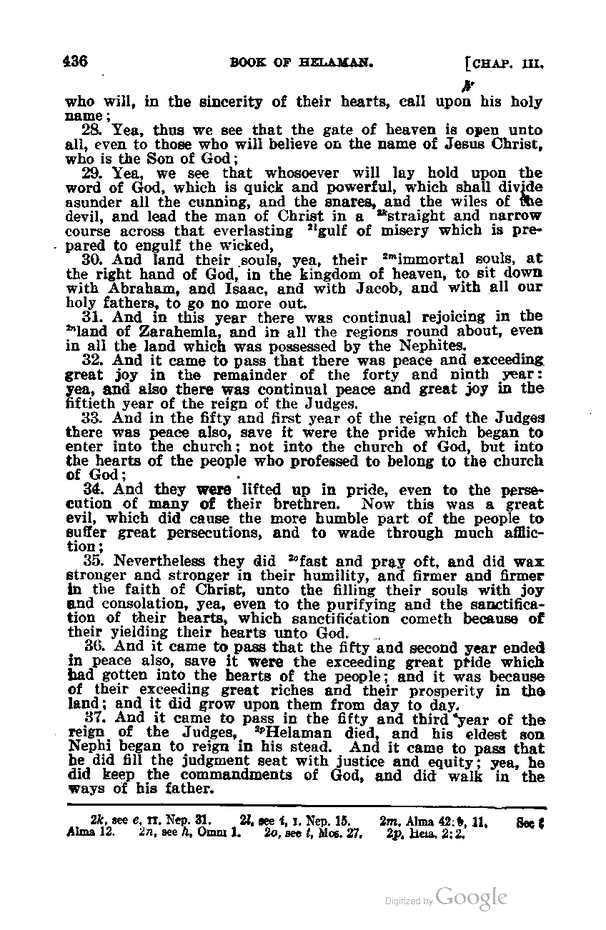 436 BOOK OF HELAMAN. [CHAP. III.
who will, in the sincerity of their hearts, call upon his holy
name;
28. Yea, thus we see that the gate of heaven is open unto
all, even to those who will believe on the name of Jesus Christ,
who is the Son of God;
29. Yea, we see that whosoever will lay hold upon the
word of God, which is quick and powerful, which shall divide
asunder all the cunning, and the snares, and the wiles of the
devil, and lead the man of Christ in a ²ᵏstraight and narrow
course across that everlasting ²ˡgulf of misery which is pre-
pared to engulf the wicked,
30. And land their souls, yea, their ²ᵐimmortal souls, at
the right hand of God, in the kingdom of heaven, to sit down
with Abraham, and Isaac, and with Jacob, and with all our
holy fathers, to go no more out.
31. And in this year there was continual rejoicing in the
²ⁿland of Zarahemla, and in all the regions round about, even
in all the land which was possessed by the Nephites.
32. And it came to pass that there was peace and exceeding
great joy in the remainder of the forty and ninth year:
yea, and also there was continual peace and great joy in the
fiftieth year of the reign of the Judges.
33. And in the fifty and first year of the reign of the Judges
there was peace also, save it were the pride which began to
enter into the church; not into the church of God, but into
the hearts of the people who professed to belong to the church
of God;
34. And they were lifted up in pride, even to the perse-
cution of many of their brethren. Now this was a great
evil, which did cause the more humble part of the people to
suffer great persecutions, and to wade through much afflic-
tion;
35. Nevertheless they did ²ᵒfast and pray oft, and did wax
stronger and stronger in their humility, and firmer and firmer
in the faith of Christ, unto the filling their souls with joy
and consolation, yea, even to the purifying and the sanctifica-
tion of their hearts, which sanctification cometh because of
their yielding their hearts unto God.
36. And it came to pass that the fifty and second year ended
in peace also, save it were the exceeding great pride which
had gotten into the hearts of the people; and it was because
of their exceeding great riches and their prosperity in the
land; and it did grow upon them from day to day.
37. And it came to pass in the fifty and third year of the
reign of the Judges, ²ᵖHelaman died, and his eldest son
Nephi began to reign in his stead. And it came to pass that
he did fill the judgment seat with justice and equity; yea, he
did keep the commandments of God, and did walk in the
ways of his father.
2k, see e, II. Nep. 31. 2l, see i, I. Nep. 15. 2m, Alma 42:9, 11. See
Alma 12. 2n, see h, Omni 1. 2o, see t, Mos. 27. 2p, Hela. 2:2.
Digitized by Google